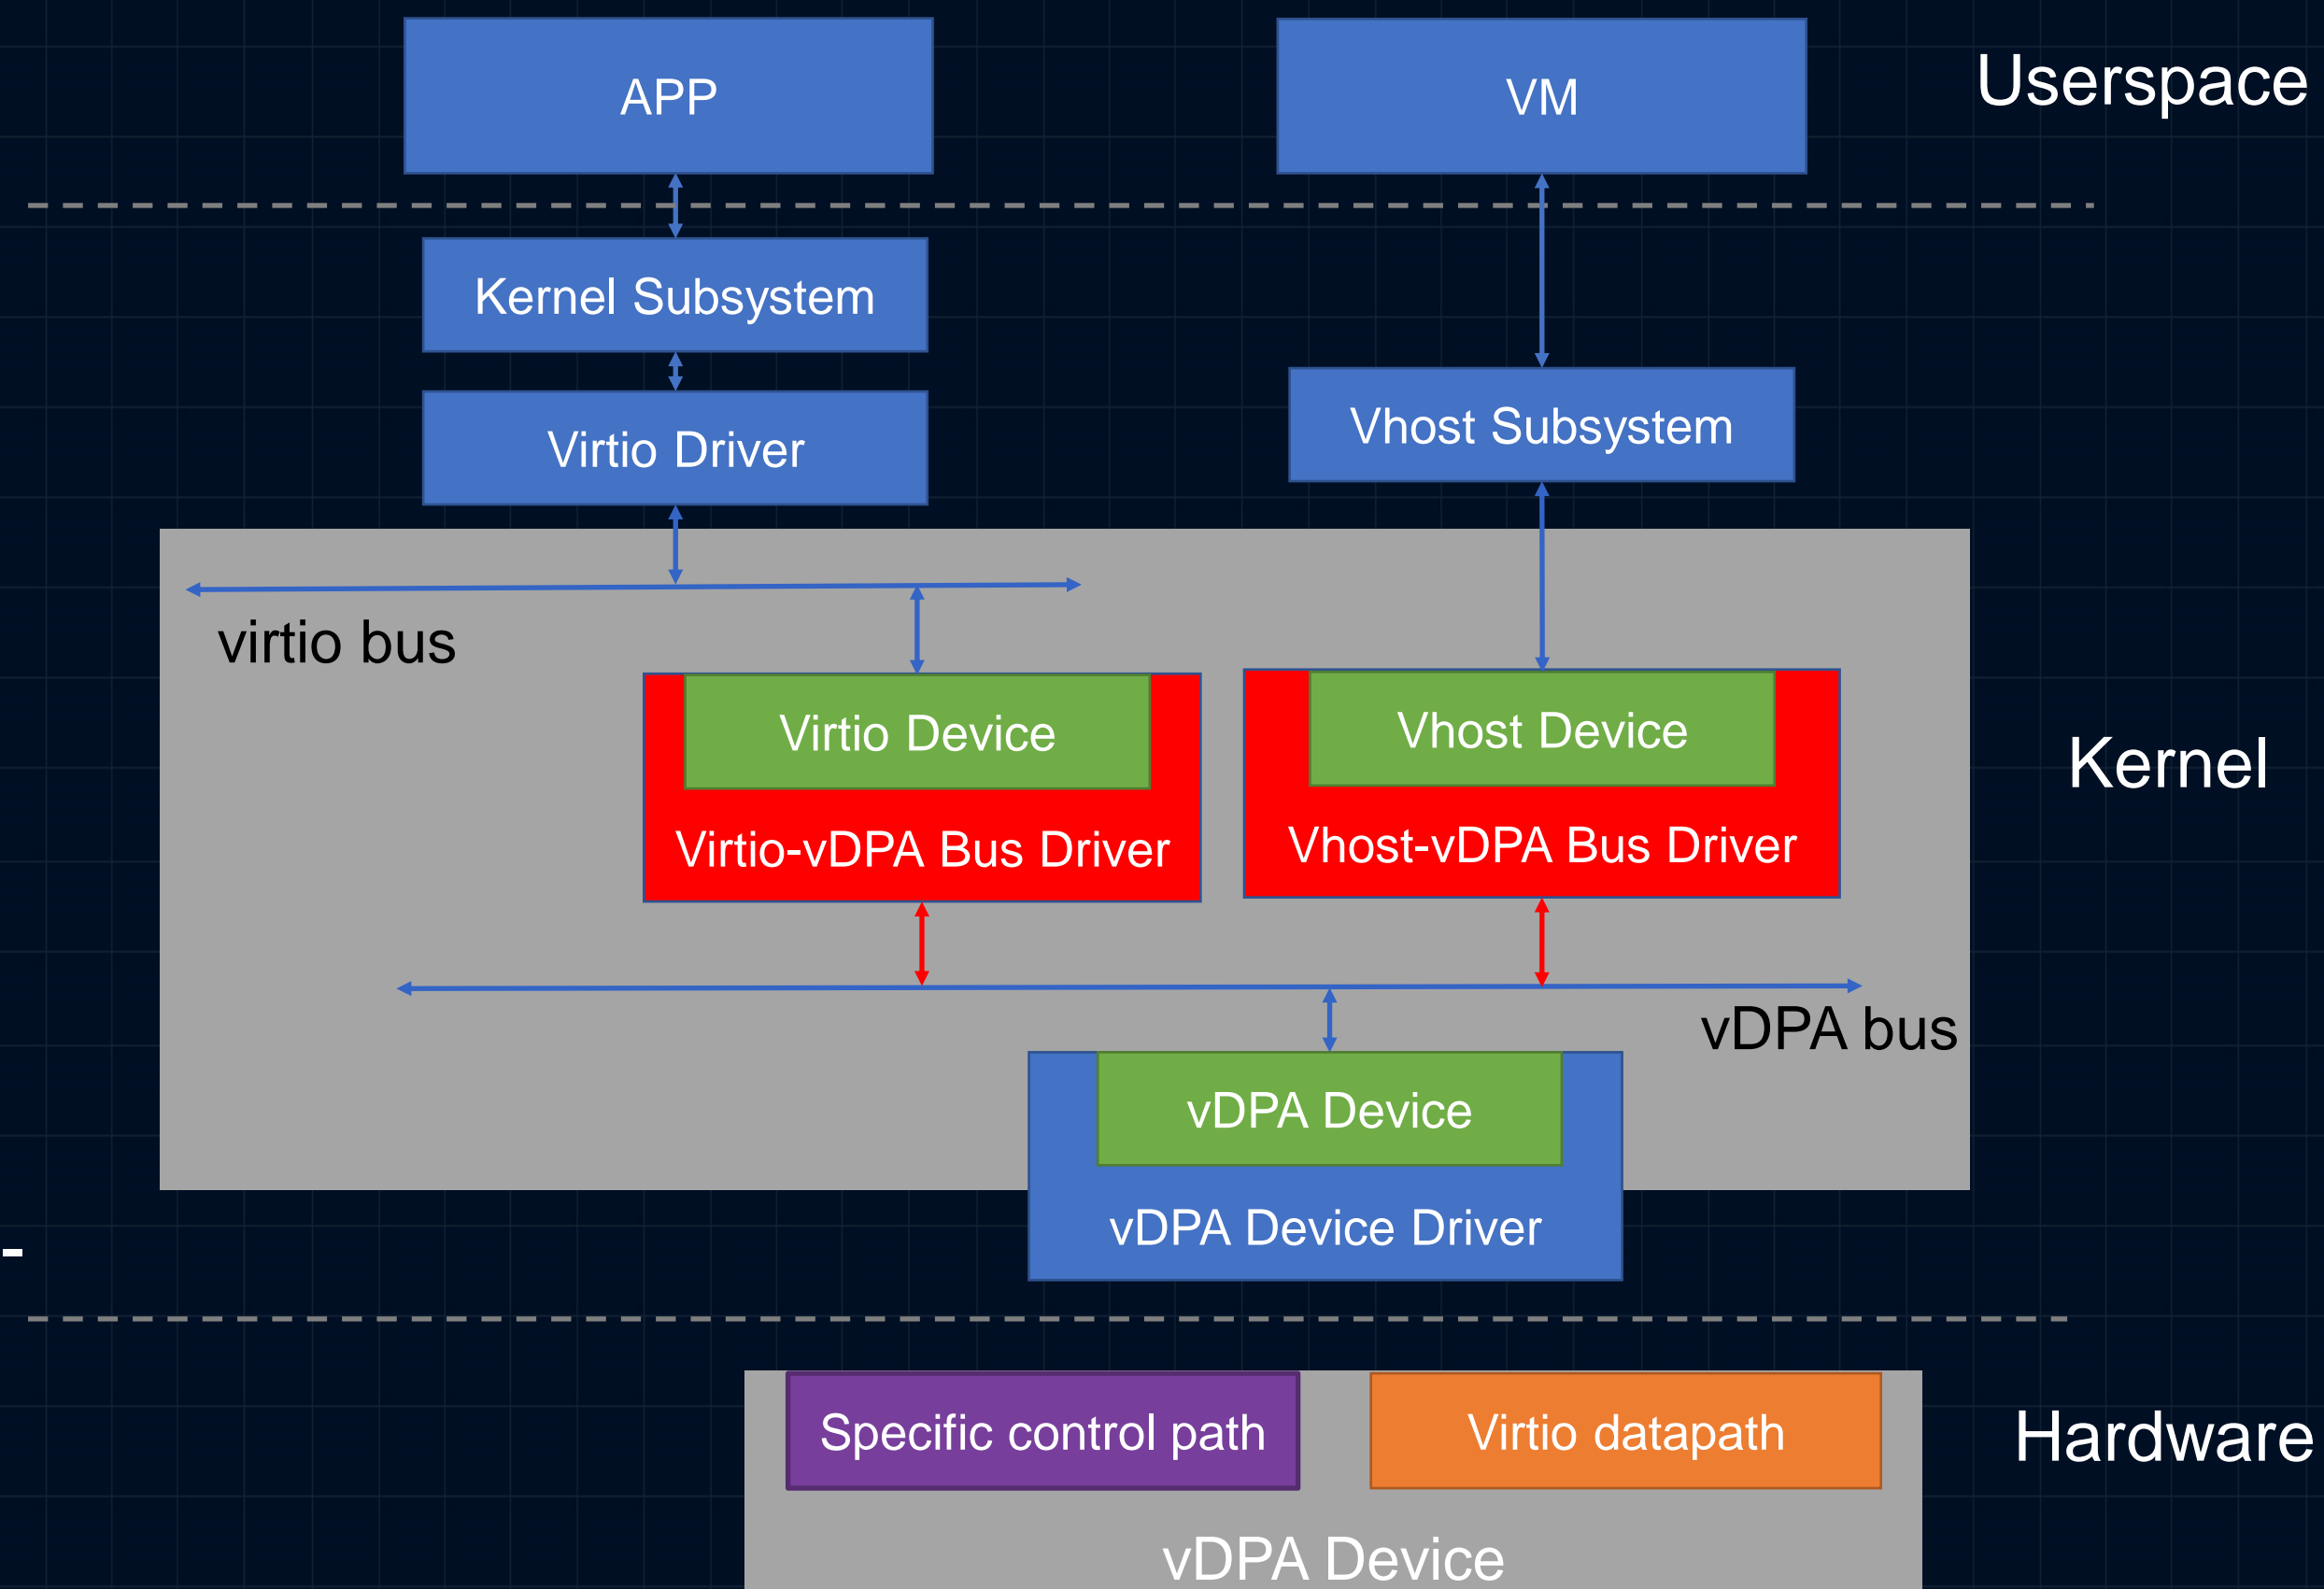 APP
VM
Userspace
Kernel Subsystem
Virtio Driver
Vhost Subsystem
virtio bus
Virtio Device
Vhost Device
Kernel
Virtio-vDPA Bus Driver
Vhost-vDPA Bus Driver
vDPA bus
vDPA Device
vDPA Device Driver
-
Specific control path
Virtio datapath
Hardware
vDPA Device